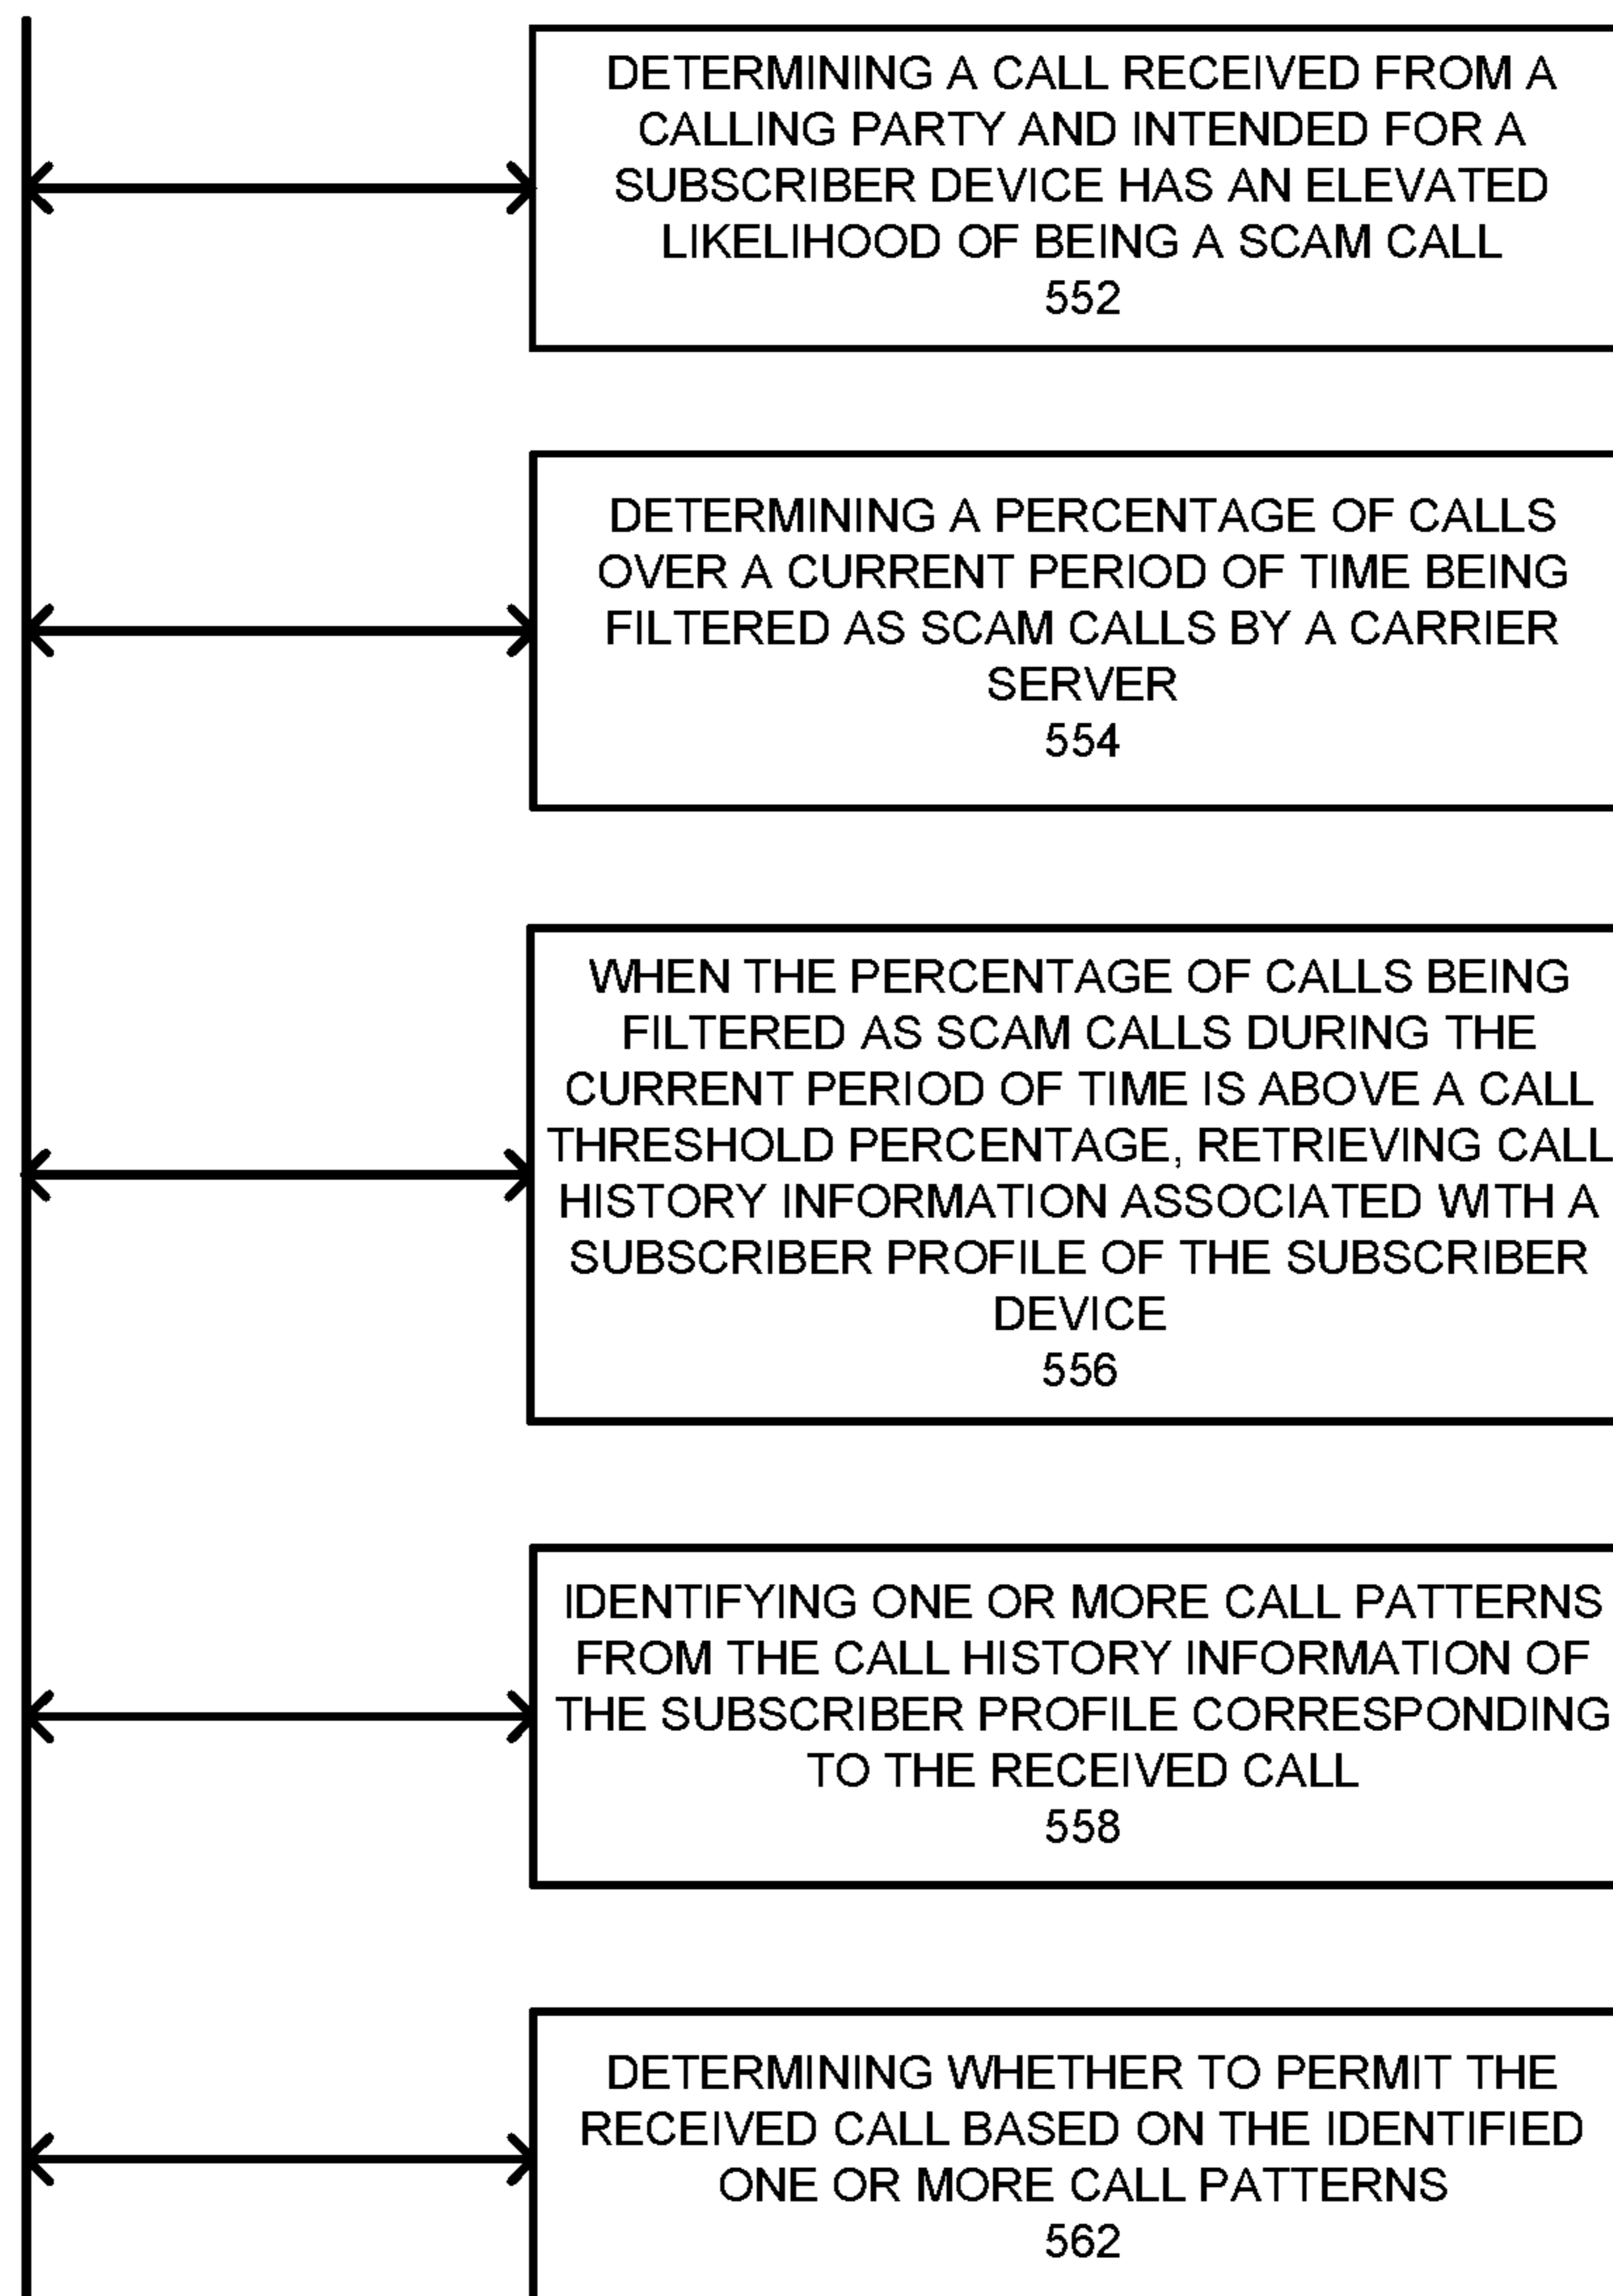 DETERMINING A CALL RECEIVED FROM A
CALLING PARTY AND INTENDED FOR A
SUBSCRIBER DEVICE HAS AN ELEVATED
LIKELIHOOD OF BEING A SCAM CALL
552
DETERMINING A PERCENTAGE OF CALLS
OVER A CURRENT PERIOD OF TIME BEING
FILTERED AS SCAM CALLS BY A CARRIER
SERVER
554
WHEN THE PERCENTAGE OF CALLS BEING
FILTERED AS SCAM CALLS DURING THE
CURRENT PERIOD OF TIME IS ABOVE A CALL
THRESHOLD PERCENTAGE, RETRIEVING CALL
HISTORY INFORMATION ASSOCIATED WITH A
SUBSCRIBER PROFILE OF THE SUBSCRIBER
DEVICE
556
IDENTIFYING ONE OR MORE CALL PATTERNS
FROM THE CALL HISTORY INFORMATION OF
THE SUBSCRIBER PROFILE CORRESPONDING
TO THE RECEIVED CALL
558
DETERMINING WHETHER TO PERMIT THE
RECEIVED CALL BASED ON THE IDENTIFIED
ONE OR MORE CALL PATTERNS
562